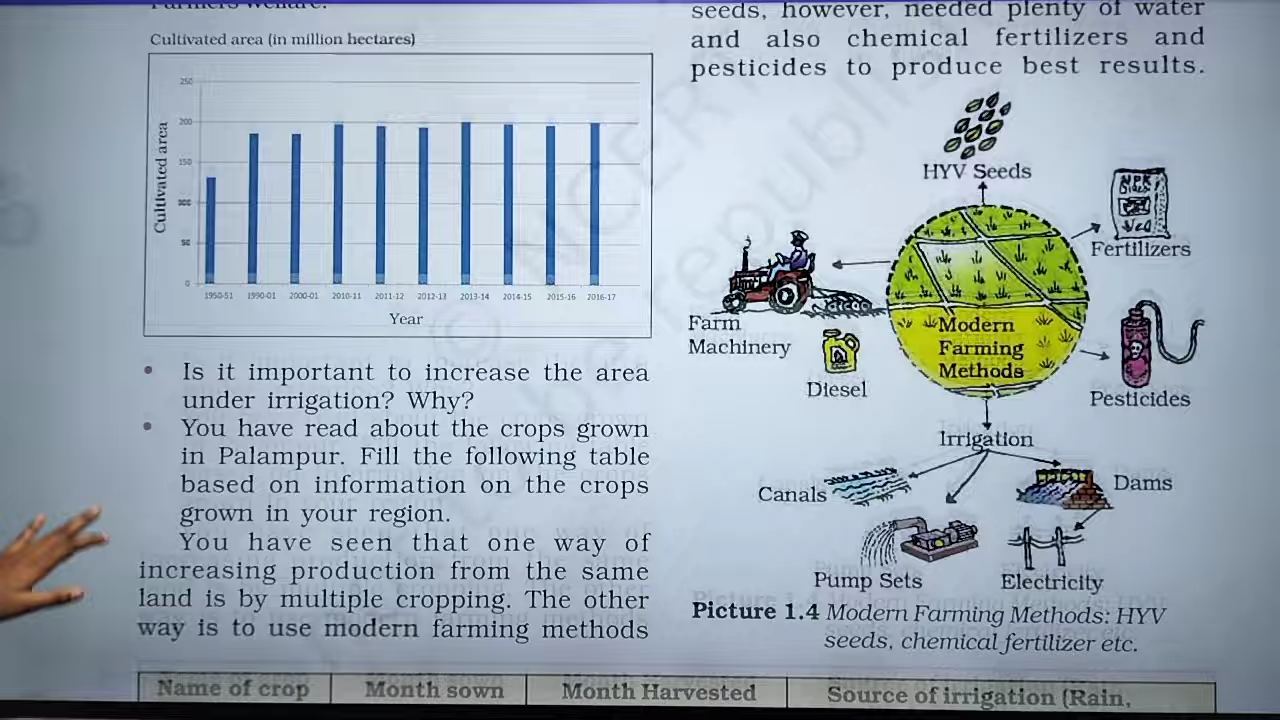 Farmers Welfare.
Cultivated area (in million hectares)
Cultivated area
250
200
150
100
50
0
1950-51 1990-01 2000-01 2010-11 2011-12 2012-13 2013-14 2014-15 2015-16 2016-17
Year
• Is it important to increase the area
under irrigation? Why?
• You have read about the crops grown
in Palampur. Fill the following table
based on information on the crops
grown in your region.
You have seen that one way of
increasing production from the same
land is by multiple cropping. The other
way is to use modern farming methods
seeds, however, needed plenty of water
and also chemical fertilizers and
pesticides to produce best results.
HYV Seeds
NPK
Fertilizers
Farm
Machinery
Diesel
Modern
Farming
Methods
Pesticides
Irrigation
Canals
Dams
Pump Sets
Electricity
Picture 1.4 Modern Farming Methods: HYV
seeds, chemical fertilizer etc.
Name of crop Month sown Month Harvested Source of irrigation (Rain,